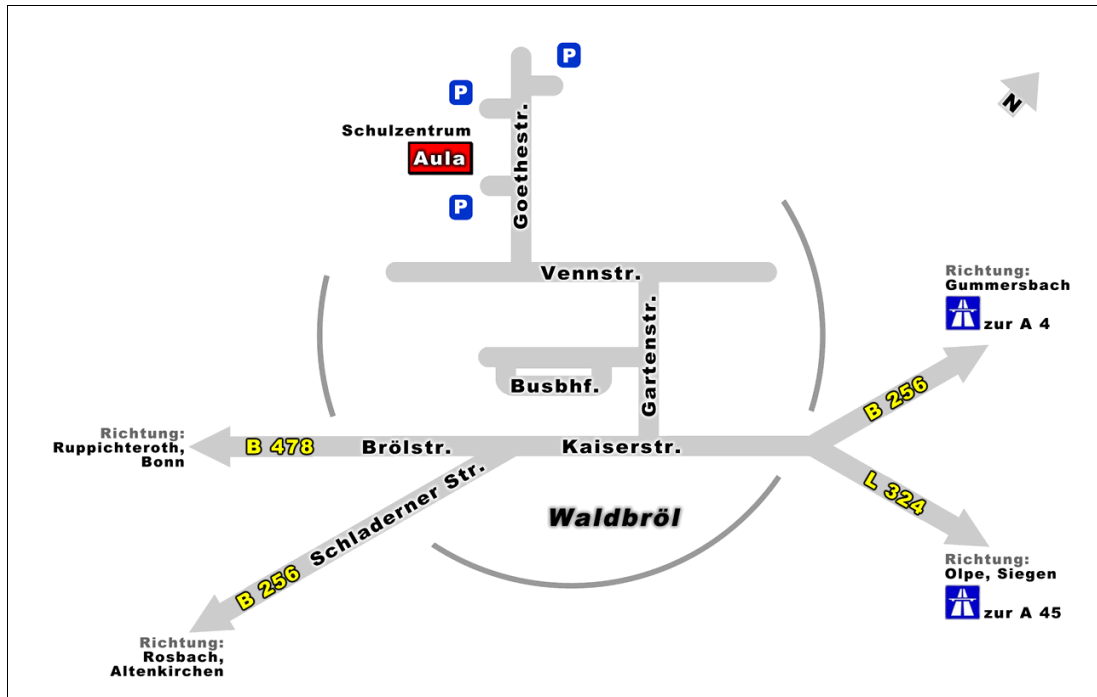 P
P
N
Schulzentrum
Aula
Goethestr.
P
Vennstr.
Richtung:
Gummersbach
zur A 4
Gartenstr.
Busbhf.
B 256
Richtung:
Ruppichteroth,
Bonn
B 478
Brölstr.
Kaiserstr.
L 324
Waldbröl
Schladerner Str.
B 256
Richtung:
Olpe, Siegen
zur A 45
Richtung:
Rosbach,
Altenkirchen